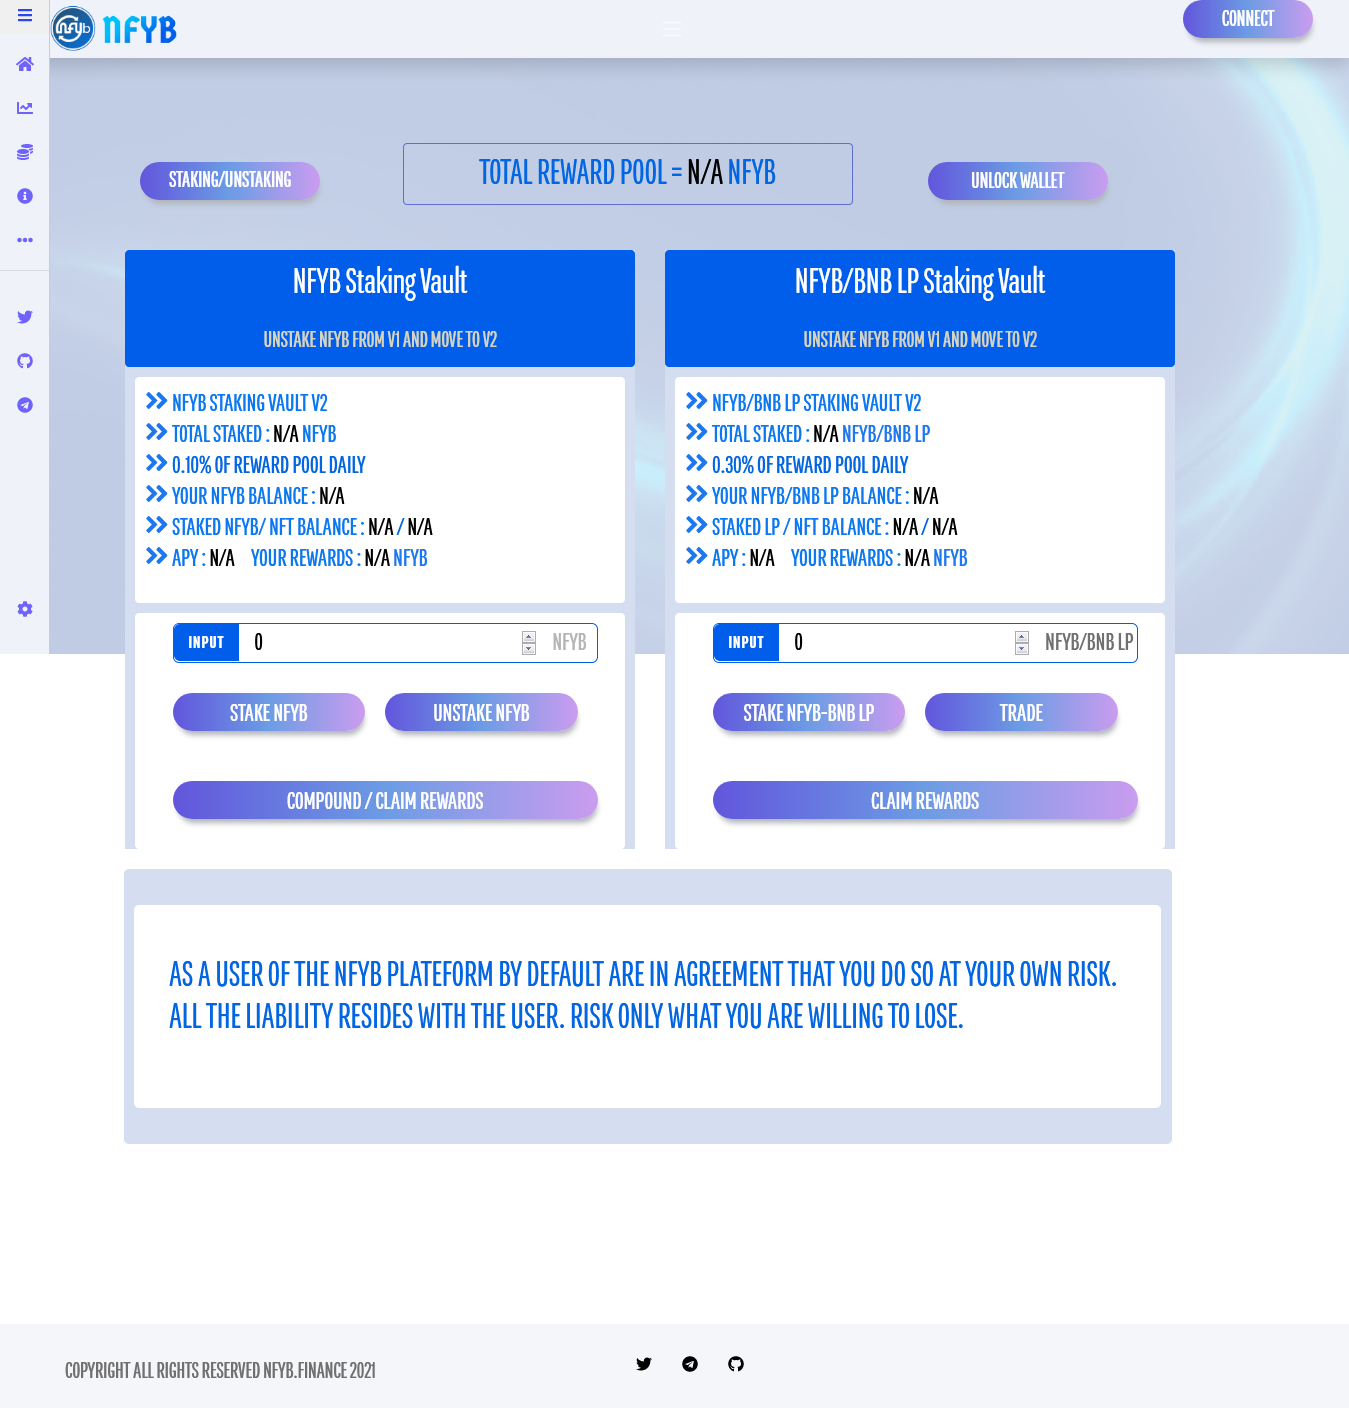 nfyb NFYB
CONNECT
STAKING/UNSTAKING
TOTAL REWARD POOL = N/A NFYB
UNLOCK WALLET
NFYB Staking Vault
UNSTAKE NFYB FROM V1 AND MOVE TO V2
NFYB STAKING VAULT V2
TOTAL STAKED : N/A NFYB
0.10% OF REWARD POOL DAILY
YOUR NFYB BALANCE : N/A
STAKED NFYB/ NFT BALANCE : N/A / N/A
APY : N/A YOUR REWARDS : N/A NFYB
INPUT 0 NFYB
STAKE NFYB UNSTAKE NFYB
COMPOUND / CLAIM REWARDS
NFYB/BNB LP Staking Vault
UNSTAKE NFYB FROM V1 AND MOVE TO V2
NFYB/BNB LP STAKING VAULT V2
TOTAL STAKED : N/A NFYB/BNB LP
0.30% OF REWARD POOL DAILY
YOUR NFYB/BNB LP BALANCE : N/A
STAKED LP / NFT BALANCE : N/A / N/A
APY : N/A YOUR REWARDS : N/A NFYB
INPUT 0 NFYB/BNB LP
STAKE NFYB-BNB LP TRADE
CLAIM REWARDS
AS A USER OF THE NFYB PLATEFORM BY DEFAULT ARE IN AGREEMENT THAT YOU DO SO AT YOUR OWN RISK.
ALL THE LIABILITY RESIDES WITH THE USER. RISK ONLY WHAT YOU ARE WILLING TO LOSE.
COPYRIGHT ALL RIGHTS RESERVED NFYB.FINANCE 2021